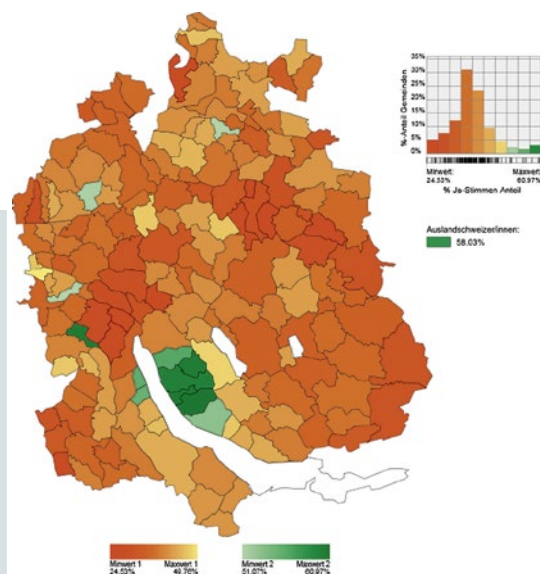 35%
30%
25%
20%
15%
10%
5%
0%
%-Anteil Gemeinden
Minwert: Maxwert:
24.53% 60.97%
% Ja-Stimmen Anteil
Auslandschweizer/innen:
58.03%
Minwert 1 Maxwert 1 Minwert 2 Maxwert 2
24.53% 49.76% 51.07% 60.97%